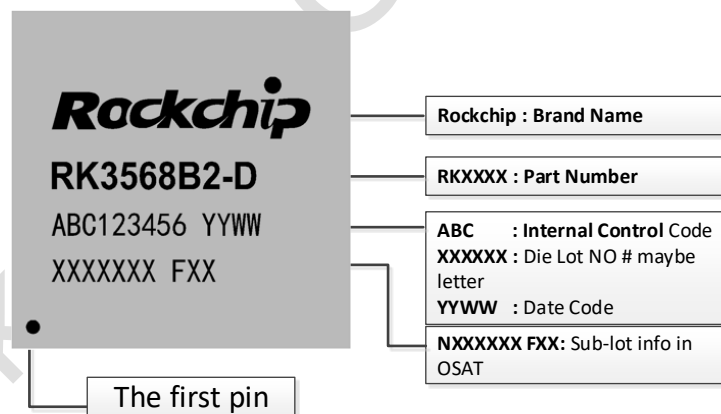 Rockchip
RK3568B2-D
ABC123456 YYWW
XXXXXXX FXX
Rockchip : Brand Name
RKXXXX : Part Number
ABC : Internal Control Code
XXXXXX : Die Lot NO # maybe
letter
YYWW : Date Code
NXXXXXX FXX: Sub-lot info in
OSAT
The first pin